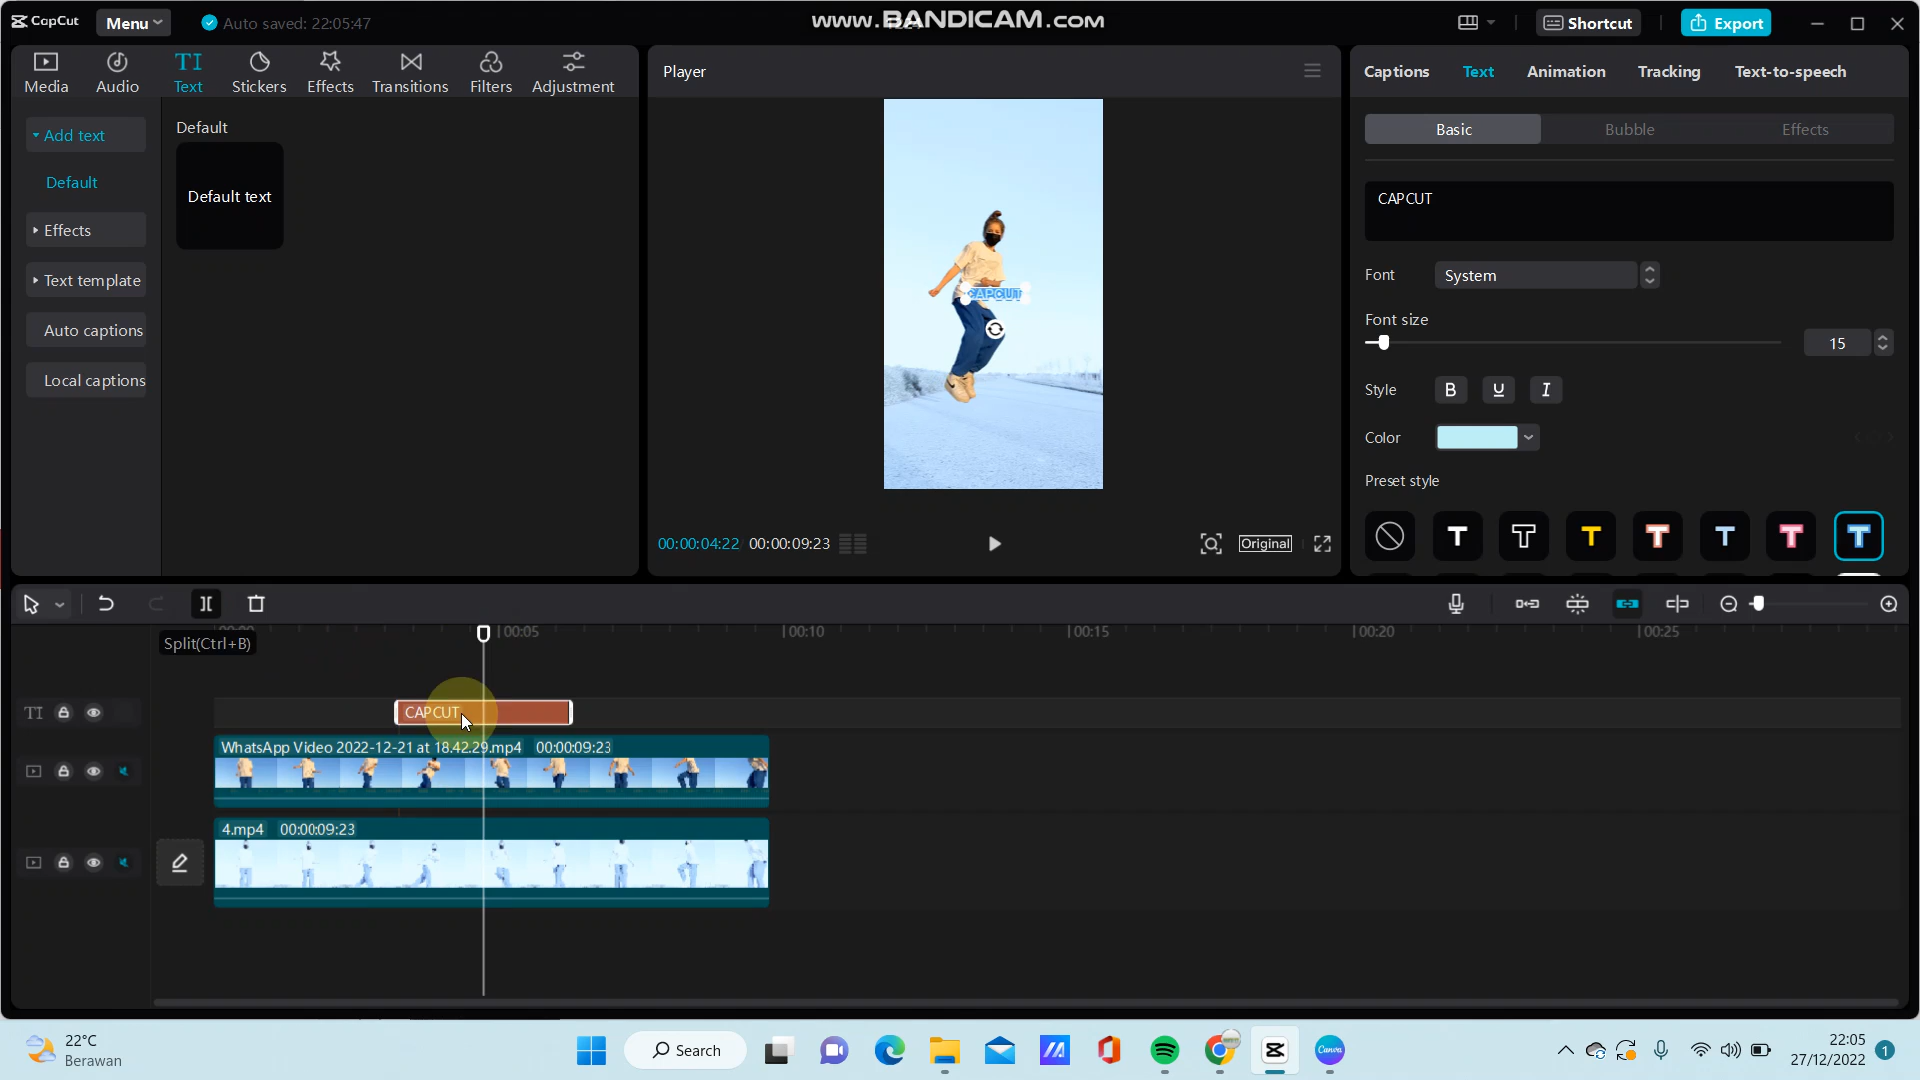 CapCut
Menu
Auto saved: 22:05:47
www.BANDICAM.com
Shortcut
Export
Media
Audio
TI
Text
Stickers
Effects
Transitions
Filters
Adjustment
Player
Captions
Text
Animation
Tracking
Text-to-speech
Add text
Default
Effects
Text template
Auto captions
Local captions
Default
Default text
CAPCUT
00:00:04:22
00:00:09:23
Original
Basic
Bubble
Effects
CAPCUT
Font
System
Font size
15
Style
B
U
I
Color
Preset style
T
T
T
T
T
T
T
Split(Ctrl+B)
00:00
00:05
00:10
00:15
00:20
00:25
TI
CAPCUT
WhatsApp Video 2022-12-21 at 18.42.29.mp4 00:00:09:23
4.mp4 00:00:09:23
22°C
Berawan
Search
Canva
22:05
27/12/2022
1